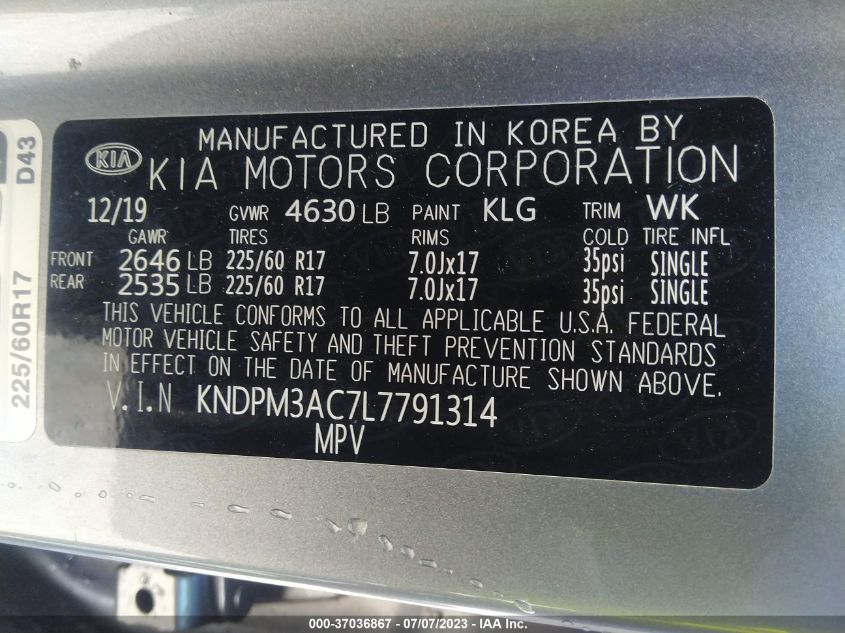 KIA
MANUFACTURED IN KOREA BY
KIA MOTORS CORPORATION
12/19 GVWR 4630 LB PAINT KLG TRIM WK
GAWR TIRES RIMS COLD TIRE INFL
FRONT 2646 LB 225/60 R17 7.0Jx17 35psi SINGLE
REAR 2535 LB 225/60 R17 7.0Jx17 35psi SINGLE
THIS VEHICLE CONFORMS TO ALL APPLICABLE U.S.A. FEDERAL
MOTOR VEHICLE SAFETY AND THEFT PREVENTION STANDARDS
IN EFFECT ON THE DATE OF MANUFACTURE SHOWN ABOVE.
V.I.N KNDPM3AC7L7791314
MPV
225/60R17 D43
000-37036867 - 07/07/2023 - IAA Inc.